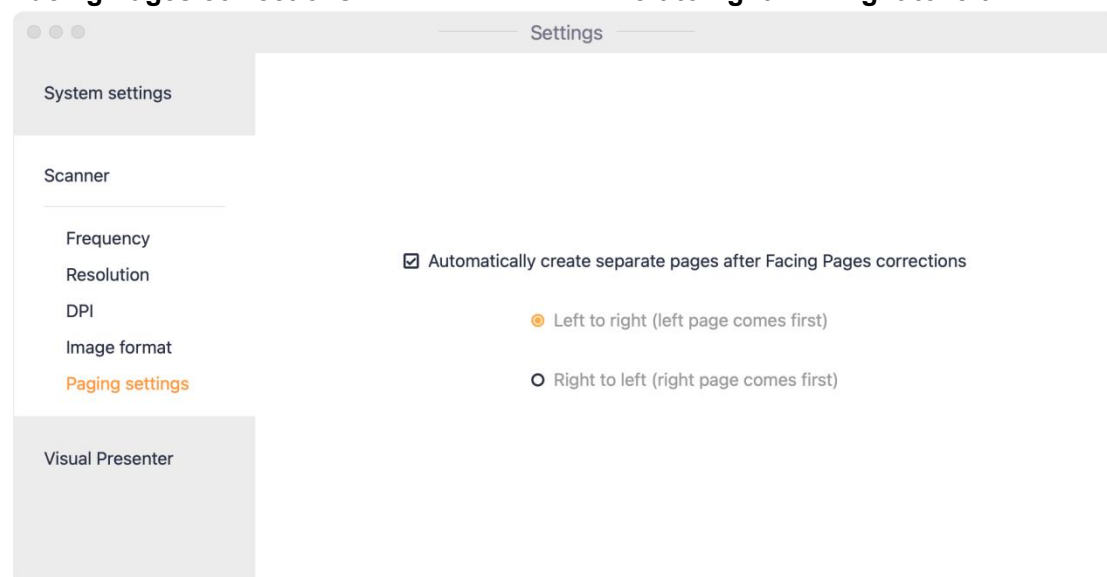 Settings
System settings
Scanner
Frequency
Resolution
DPI
Image format
Paging settings
Visual Presenter
Automatically create separate pages after Facing Pages corrections
Left to right (left page comes first)
Right to left (right page comes first)